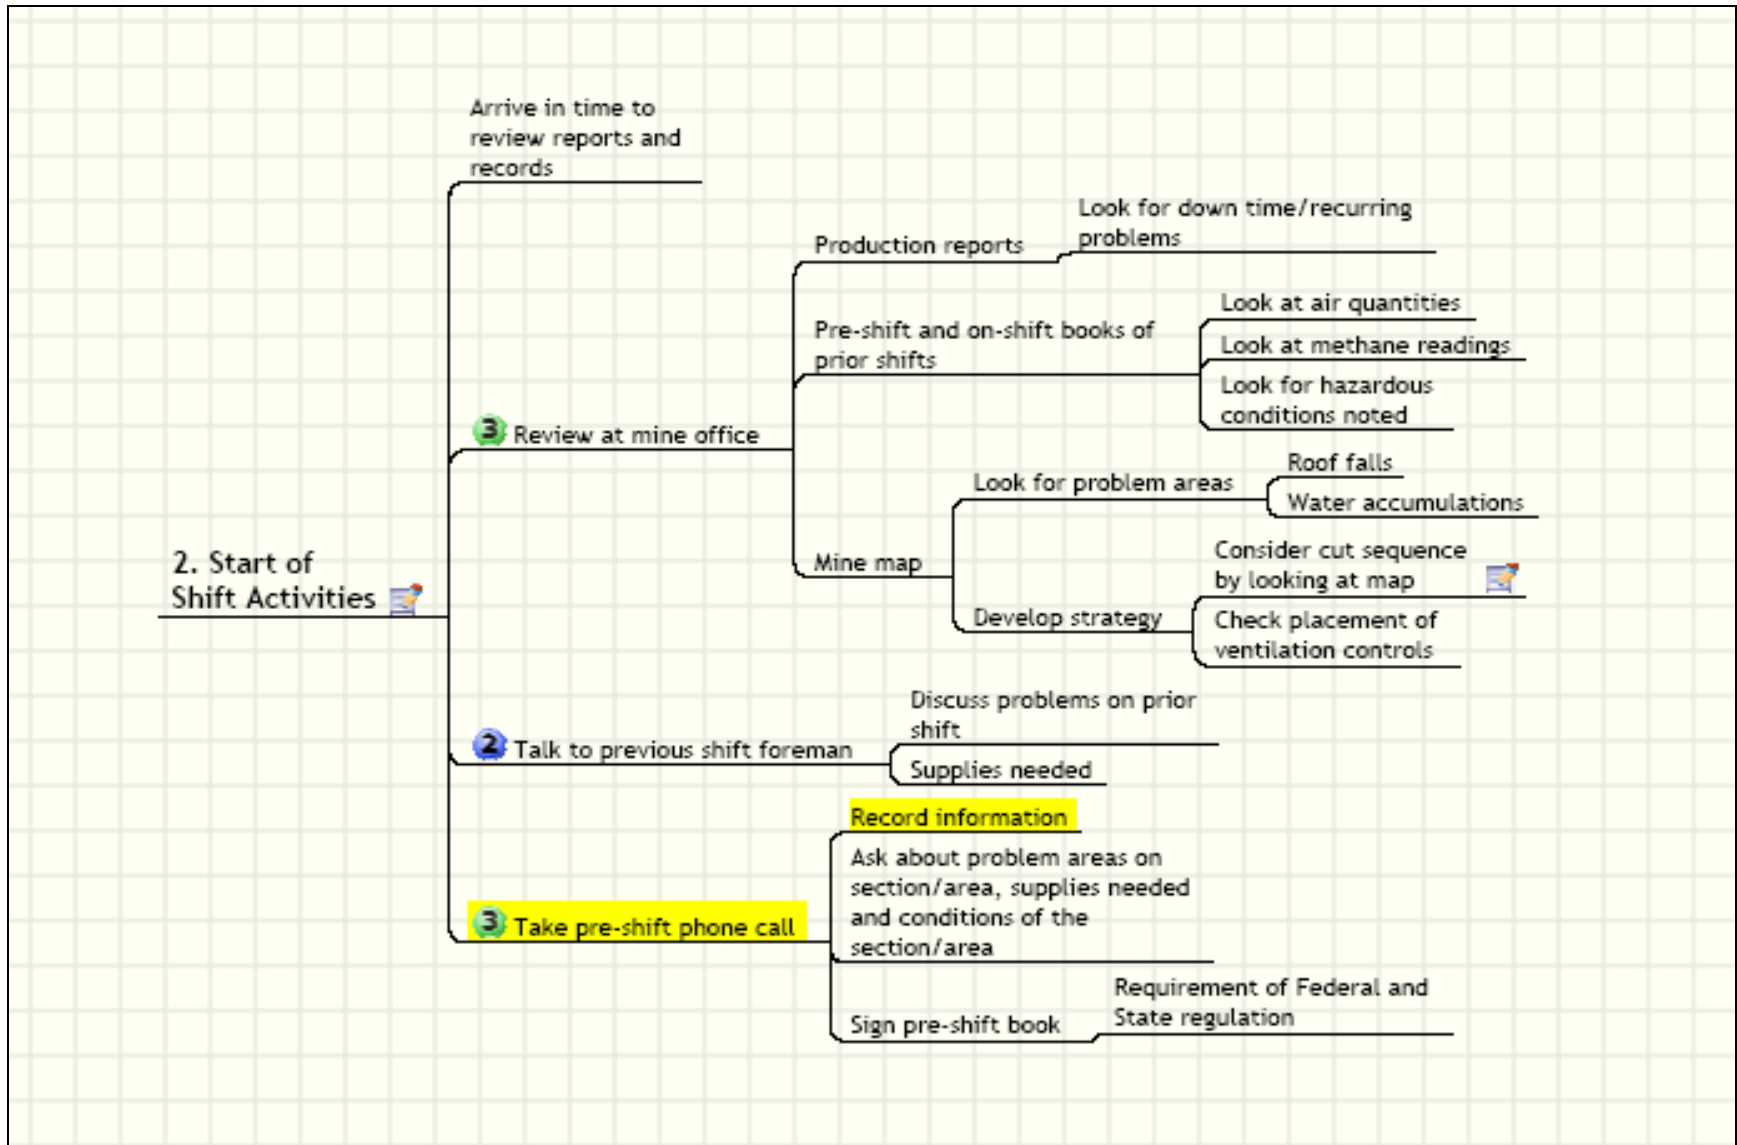 Arrive in time to
review reports and
records
Look for down time/recurring
problems
Production reports
Look at air quantities
Pre-shift and on-shift books of
prior shifts
Look at methane readings
Look for hazardous
conditions noted
3 Review at mine office
Roof falls
Look for problem areas
Water accumulations
Consider cut sequence
by looking at map
Mine map
2. Start of
Shift Activities
Develop strategy
Check placement of
ventilation controls
Discuss problems on prior
shift
2 Talk to previous shift foreman
Supplies needed
Record information
Ask about problem areas on
section/area, supplies needed
and conditions of the
section/area
3 Take pre-shift phone call
Requirement of Federal and
State regulation
Sign pre-shift book